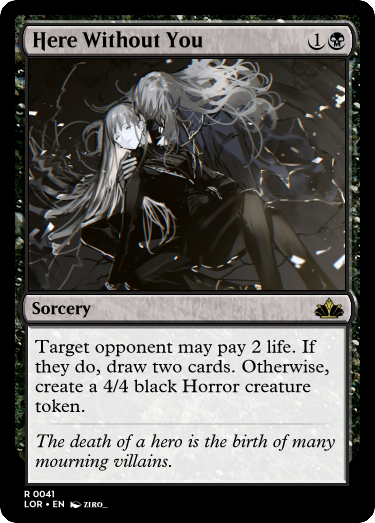 Here Without You 1
Sorcery
Target opponent may pay 2 life. If
they do, draw two cards. Otherwise,
create a 4/4 black Horror creature
token.
The death of a hero is the birth of many
mourning villains.
R 0041
LOR • EN ZIRO_